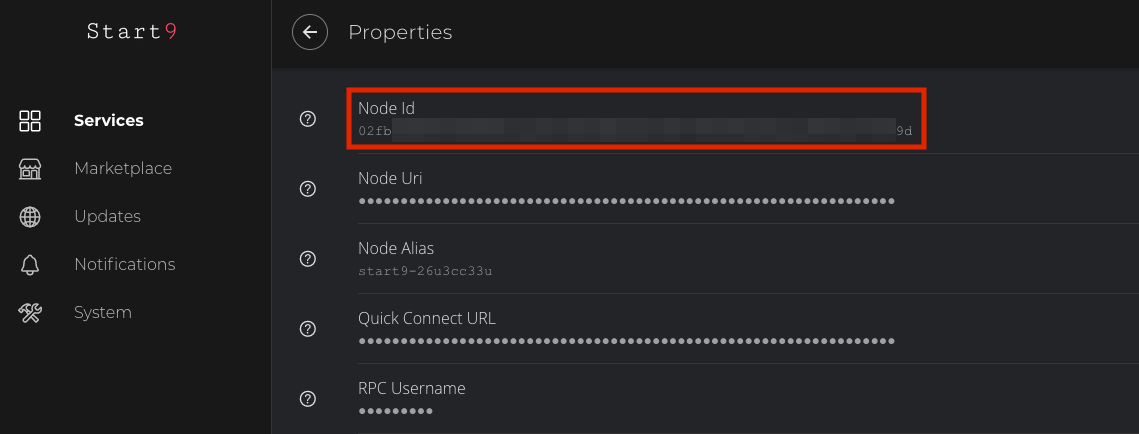 Start9
Properties
Services
Marketplace
Updates
Notifications
System
Node Id
02fb 9d
Node Uri
Node Alias
start9-26u3cc33u
Quick Connect URL
RPC Username